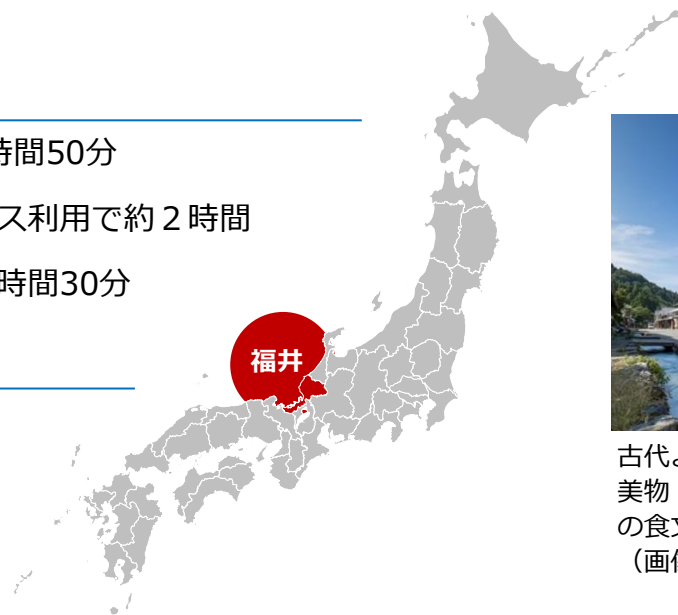 時間50分
ス利用で約２時間
時間30分
福井
古代
美物
の食文
（画像